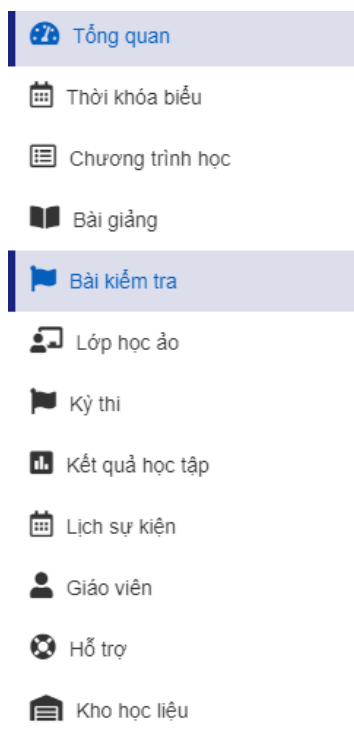 Tổng quan
Thời khóa biểu
Chương trình học
Bài giảng
Bài kiểm tra
Lớp học ảo
Kỳ thi
Kết quả học tập
Lịch sự kiện
Giáo viên
Hỗ trợ
Kho học liệu